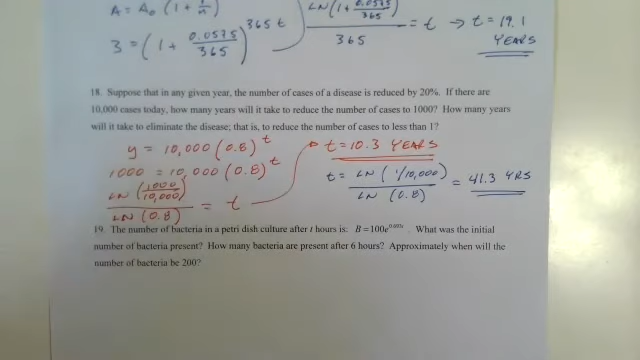 A = A₀ (1 + 1/n)
3 = (1 + 0.0575/365)^365 t
LN(1 + 0.0575/365) / 365 = t → t = 19.1 YEARS
18. Suppose that in any given year, the number of cases of a disease is reduced by 20%. If there are
10,000 cases today, how many years will it take to reduce the number of cases to 1000? How many years
will it take to eliminate the disease; that is, to reduce the number of cases to less than 1?
y = 10,000 (0.8)^t
1000 = 10,000 (0.8)^t
LN (1000/10,000) / LN (0.8) = t
t = 10.3 YEARS
t = LN (1/10,000) / LN (0.8) = 41.3 YRS
19. The number of bacteria in a petri dish culture after t hours is: B = 100e^0.693t . What was the initial
number of bacteria present? How many bacteria are present after 6 hours? Approximately when will the
number of bacteria be 200?